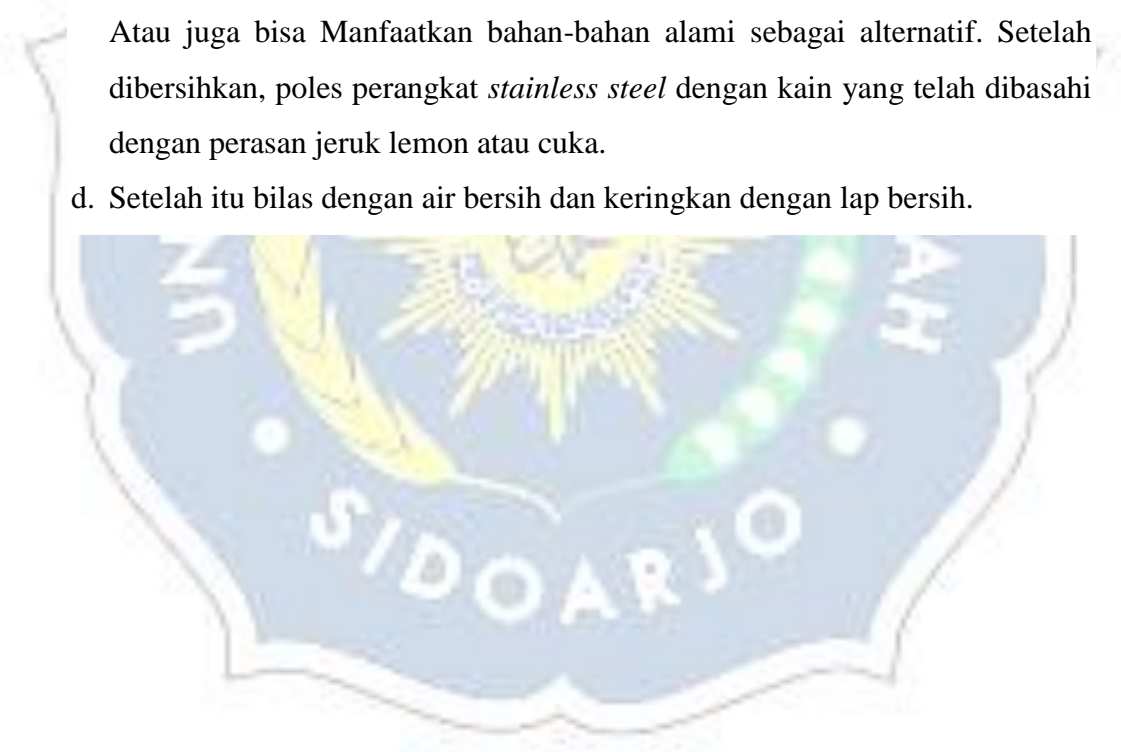 Atau juga bisa Manfaatkan bahan-bahan alami sebagai alternatif. Setelah
dibersihkan, poles perangkat stainless steel dengan kain yang telah dibasahi
dengan perasan jeruk lemon atau cuka.
d. Setelah itu bilas dengan air bersih dan keringkan dengan lap bersih.
UN
AH
SIDOARJO